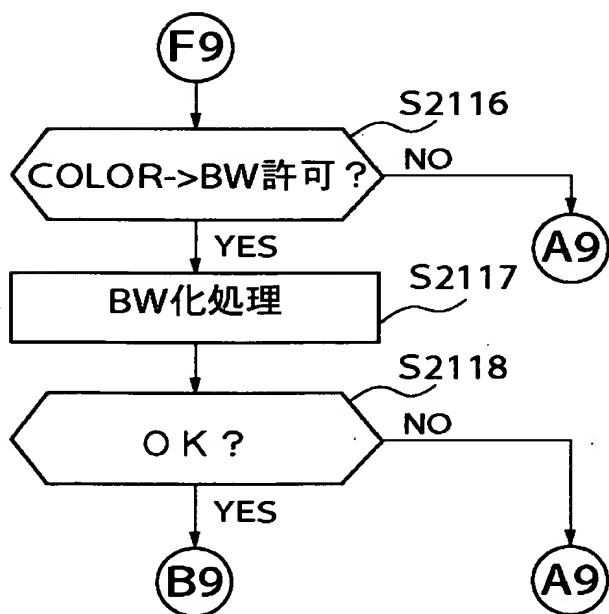 F9
S2116
COLOR->BW許可？
NO
A9
YES
S2117
BW化処理
S2118
ＯＫ？
NO
YES
B9
A9